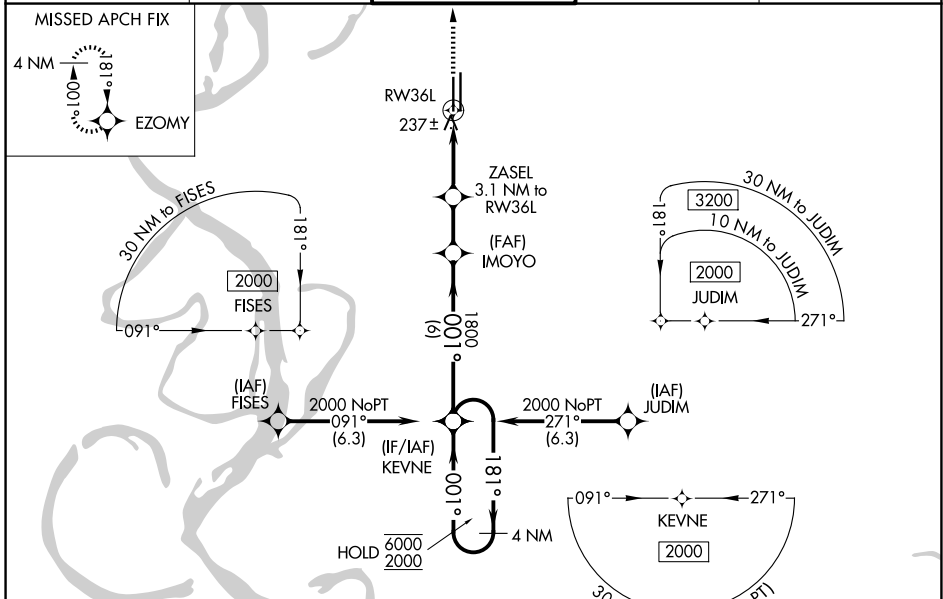 MISSED APCH FIX
4 NM
181°
001°
EZOMY
RW36L
237±
ZASEL
3.1 NM to
RW36L
(FAF)
IMOYO
30 NM to FISES
181°
2000
FISES
091°
30 NM to JUDIM
3200
10 NM to JUDIM
181°
2000
JUDIM
271°
1800
001°
(6)
(IAF)
FISES
2000 NoPT
091°
(6.3)
(IF/IAF)
KEVNE
2000 NoPT
271°
(6.3)
(IAF)
JUDIM
001°
181°
HOLD 6000
2000
4 NM
091°
271°
KEVNE
2000
30
PT)